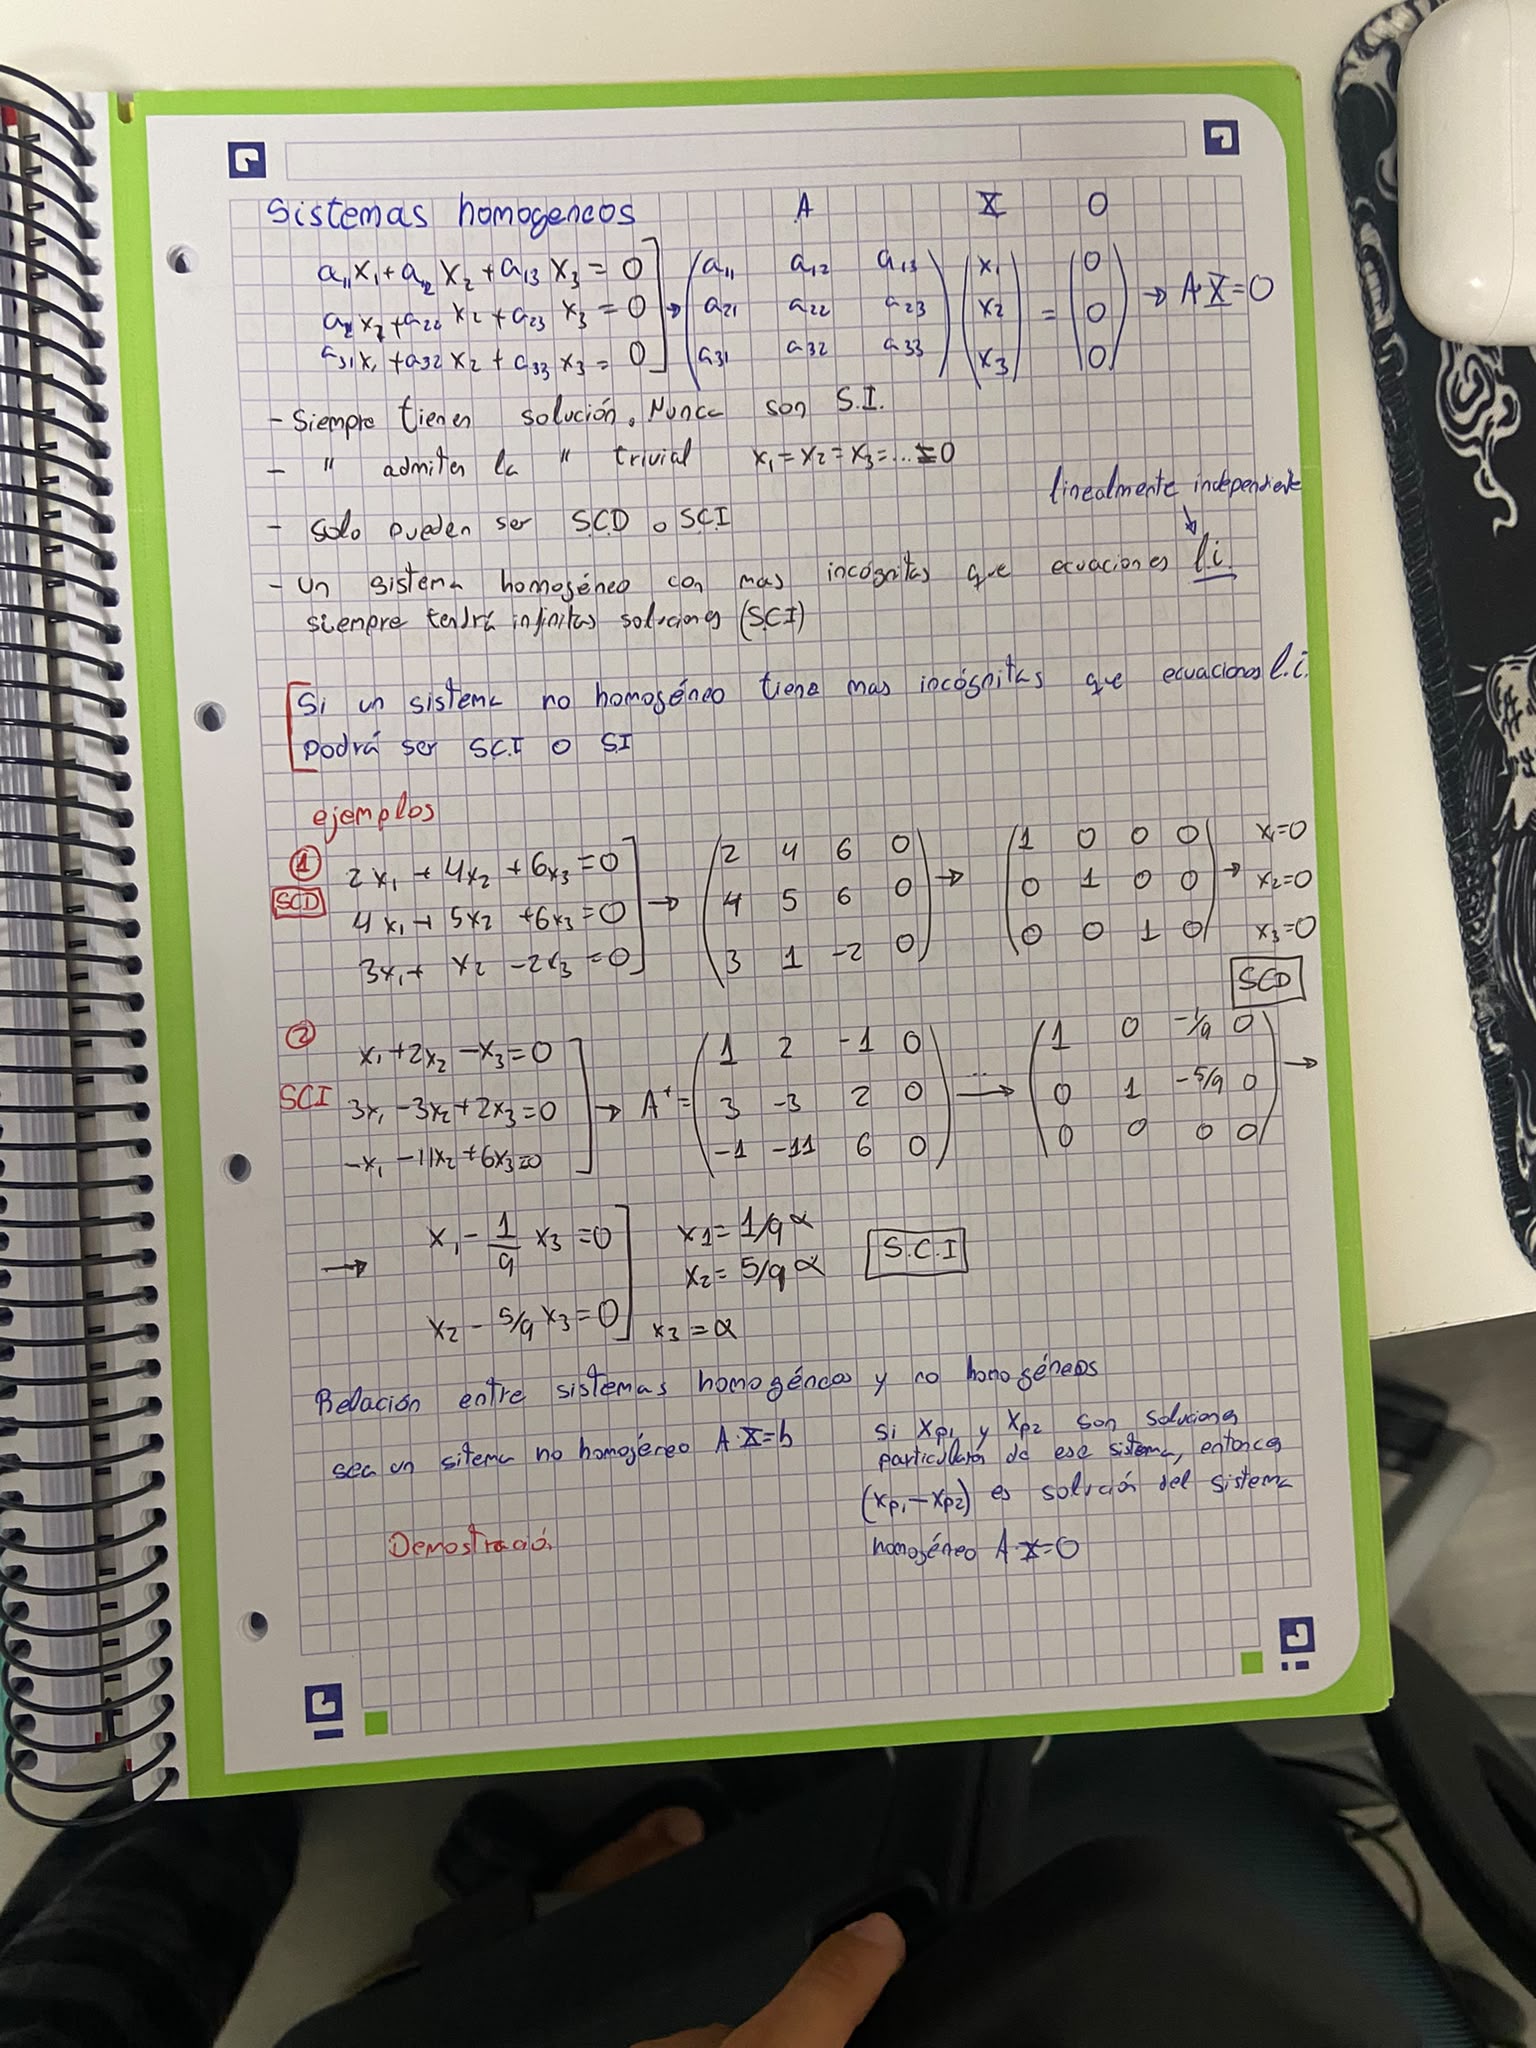 Sistemas homogeneos A X 0
a₁₁x₁+a₁₂x₂+a₁₃x₃=0
a₂x₂+a₂₂x₂+a₂₃x₃=0
a₃₁x₁+a₃₂x₂+a₃₃x₃=0
→ (a₁₁ a₁₂ a₁₃) (x₁) (0)
(a₂₁ a₂₂ a₂₃) (x₂) = (0) → A·X=0
(a₃₁ a₃₂ a₃₃) (x₃) (0)
- Siempre tienen solución. Nunca son S.I.
- " admiten la " trivial x₁=x₂=x₃=...=0
- solo pueden ser SCD o SCI
linealmente independiente
- Un sistema homogéneo con mas incógnitas que ecuaciones l.i.
siempre tendrá infinitas soluciones (SCI)
Si un sistema no homogéneo tiene mas incógnitas que ecuaciones l.i.
podrá ser SCI o SI
ejemplos
① SCD
2x₁+4x₂+6x₃=0
4x₁+5x₂+6x₃=0
3x₁+x₂-2x₃=0
→ (2 4 6 0) → (1 0 0 0) x₁=0
(4 5 6 0) (0 1 0 0) → x₂=0
(3 1 -2 0) (0 0 1 0) x₃=0
SCD
② SCI
x₁+2x₂-x₃=0
3x₁-3x₂+2x₃=0
-x₁-11x₂+6x₃=0
→ A⁺= (1 2 -1 0) ..→ (1 0 -1/9 0) →
(3 -3 2 0) (0 1 -5/9 0)
(-1 -11 6 0) (0 0 0 0)
→ x₁-1/9 x₃=0 x1=1/9α S.C.I
x₂=5/9α
x₂-5/9x₃=0 x₃=α
Relación entre sistemas homogéneos y no homogéneos
sea un sitema no homogéneo A·X=b
si Xp₁ y Xp₂ son soluciones
particulares de ese sistema, entonces
(xp₁-xp₂) es solución del sistema
homogéneo A·X=0
Demostració